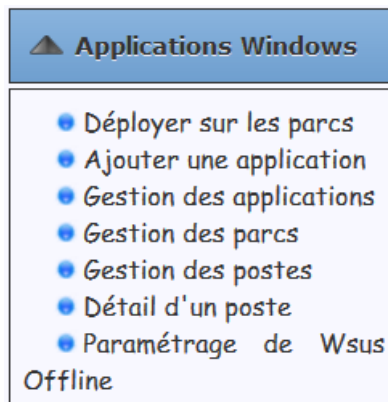 Applications Windows
Déployer sur les parcs
Ajouter une application
Gestion des applications
Gestion des parcs
Gestion des postes
Détail d'un poste
Paramétrage de Wsus
Offline